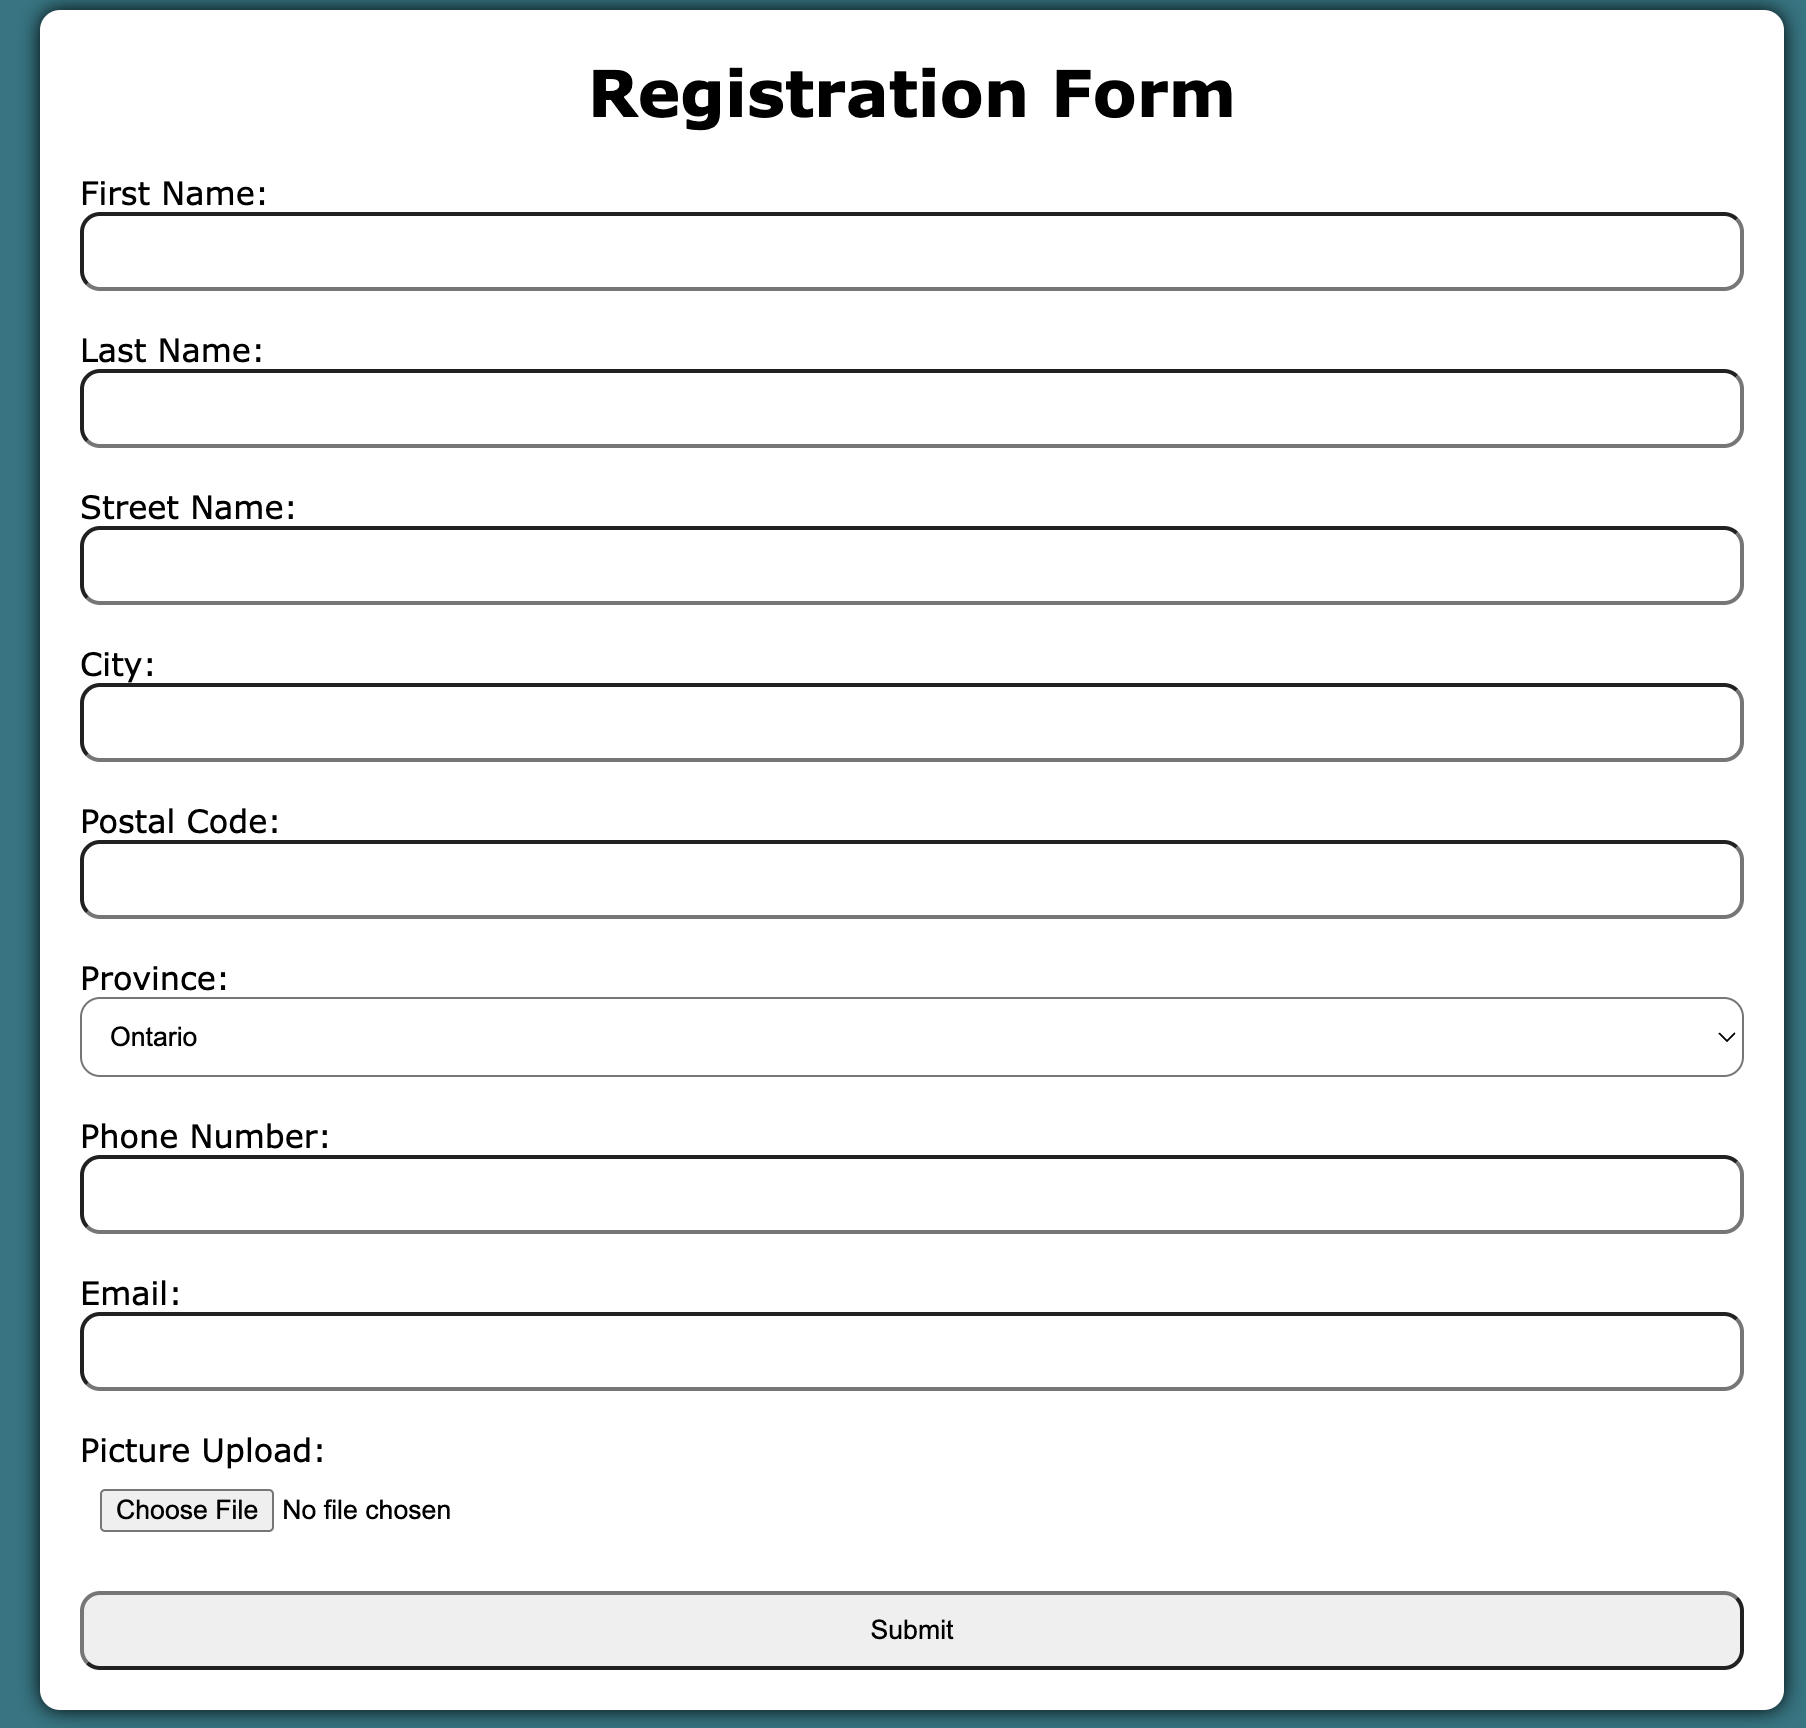 Registration Form
First Name:
Last Name:
Street Name:
City:
Postal Code:
Province:
Ontario
Phone Number:
Email:
Picture Upload:
Choose File No file chosen
Submit